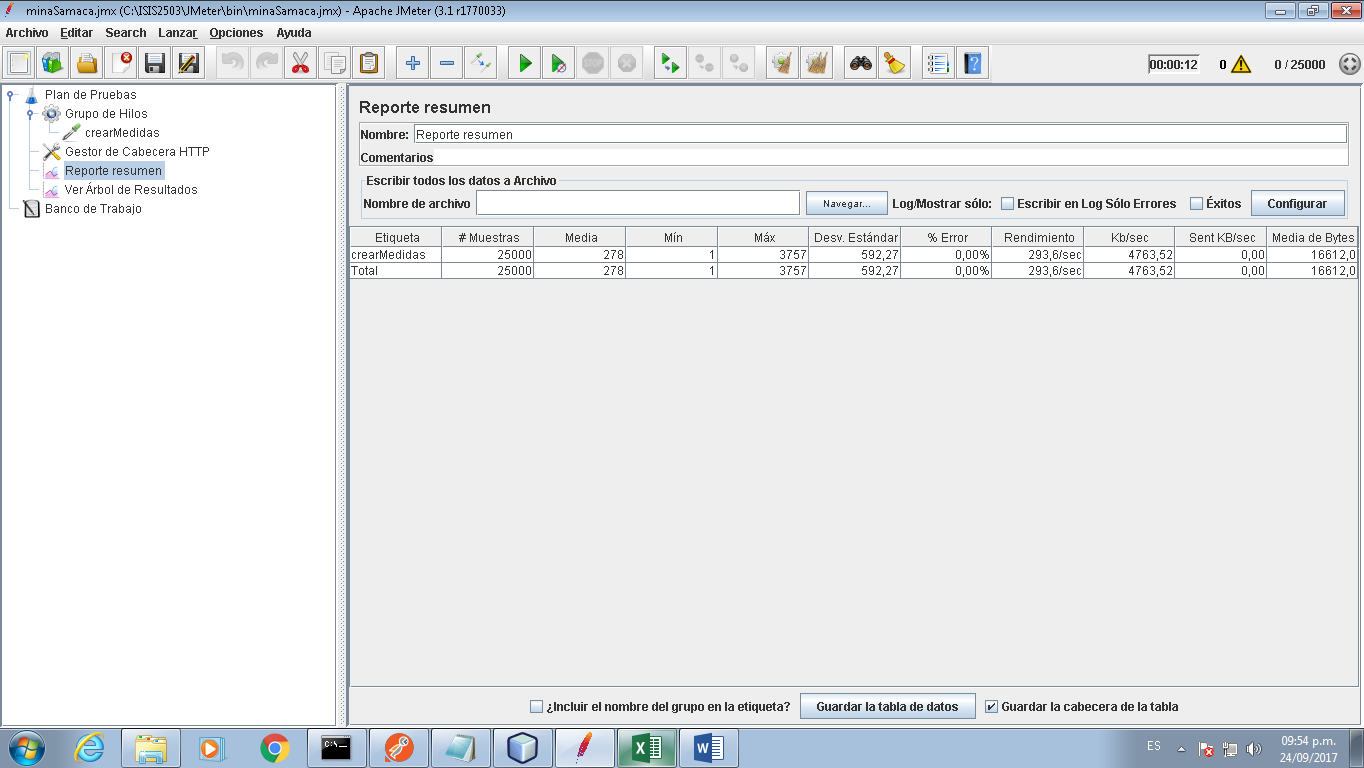 minaSamaca.jmx (C:\ISIS2503\JMeter\bin\minaSamaca.jmx) - Apache JMeter (3.1 r1770033)
Archivo Editar Search Lanzar Opciones Ayuda
00:00:12 0 0 / 25000
Plan de Pruebas
Grupo de Hilos
crearMedidas
Gestor de Cabecera HTTP
Reporte resumen
Ver Árbol de Resultados
Banco de Trabajo
Reporte resumen
Nombre: Reporte resumen
Comentarios
Escribir todos los datos a Archivo
Nombre de archivo Navegar... Log/Mostrar sólo: Escribir en Log Sólo Errores Éxitos Configurar
Etiqueta # Muestras Media Mín Máx Desv. Estándar % Error Rendimiento Kb/sec Sent KB/sec Media de Bytes
crearMedidas 25000 278 1 3757 592,27 0,00% 293,6/sec 4763,52 0,00 16612,0
Total 25000 278 1 3757 592,27 0,00% 293,6/sec 4763,52 0,00 16612,0
¿Incluir el nombre del grupo en la etiqueta? Guardar la tabla de datos Guardar la cabecera de la tabla
C:\_
ES
09:54 p.m.
24/09/2017